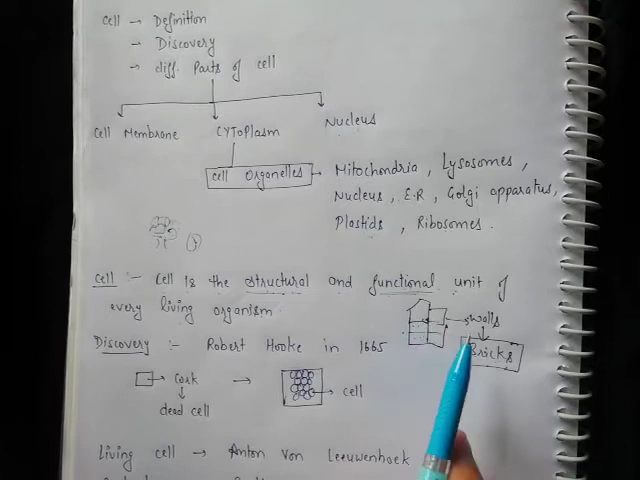 Cell → Definition
→ Discovery
→ diff. Parts of cell
Cell Membrane CYTOPlasm Nucleus
Cell Organelles → Mitochondria, Lysosomes,
Nucleus, E.R, Golgi apparatus,
Plastids, Ribosomes.
Cell :- Cell is the structural and functional unit of
every living organism.
→ walls
Bricks
Discovery :- Robert Hooke in 1665
→ Cork → → cell
dead cell
Living cell → Anton Von Leeuwenhoek